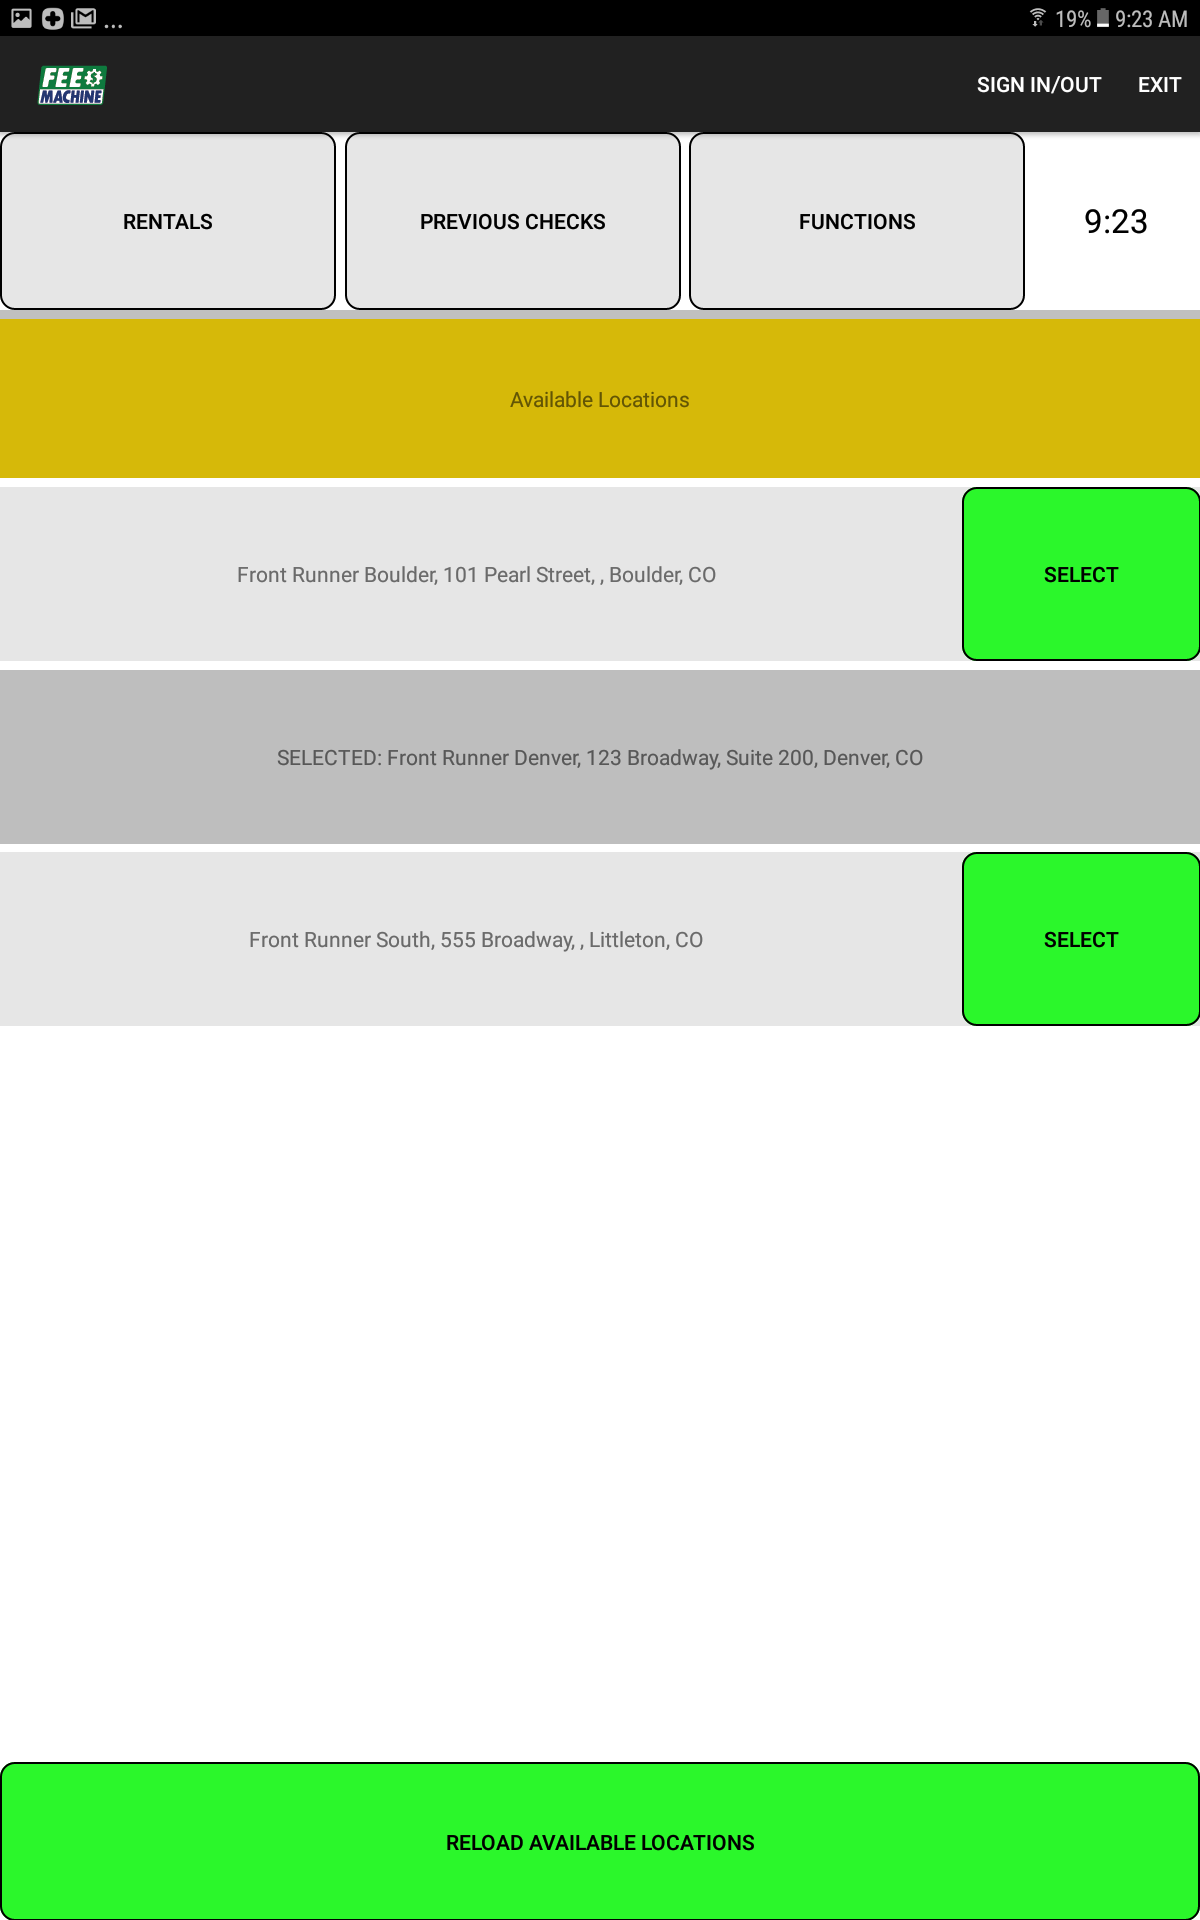 ... 19% 9:23 AM
FEE
MACHINE
SIGN IN/OUT EXIT
RENTALS PREVIOUS CHECKS FUNCTIONS 9:23
Available Locations
Front Runner Boulder, 101 Pearl Street, , Boulder, CO SELECT
SELECTED: Front Runner Denver, 123 Broadway, Suite 200, Denver, CO
Front Runner South, 555 Broadway, , Littleton, CO SELECT
RELOAD AVAILABLE LOCATIONS